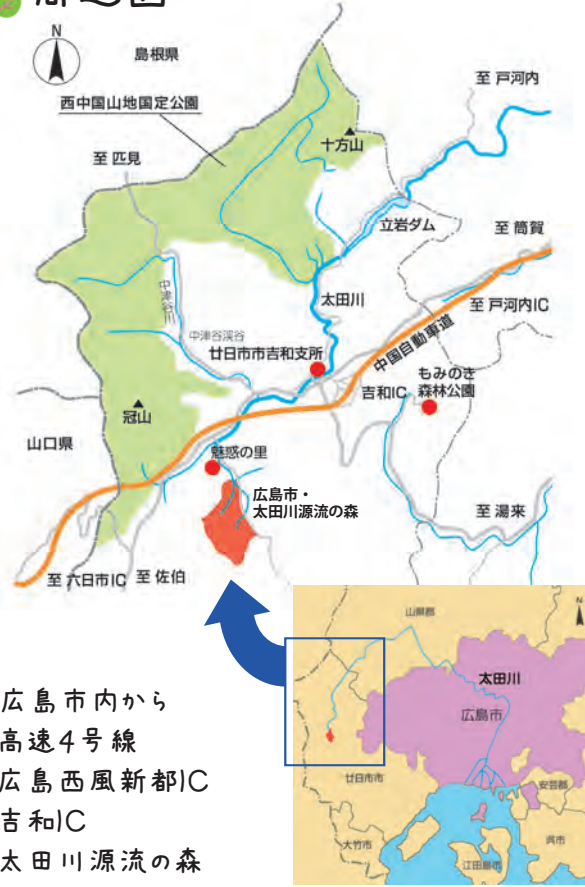 周辺図
N
島根県
西中国山地国定公園
至 戸河内
十方山
至 匹見
立岩ダム
至 筒賀
太田川
中津谷川
至 戸河内IC
中津谷渓谷
中国自動車道
廿日市市吉和支所
吉和IC
もみのき
森林公園
冠山
山口県
魅惑の里
広島市・
太田川源流の森
至 湯来
至 六日市IC
至 佐伯
N
山県郡
太田川
広島市
廿日市市
安芸郡
大竹市
呉市
江田島市
広島市内から
高速4号線
広島西風新都IC
吉和IC
太田川源流の森